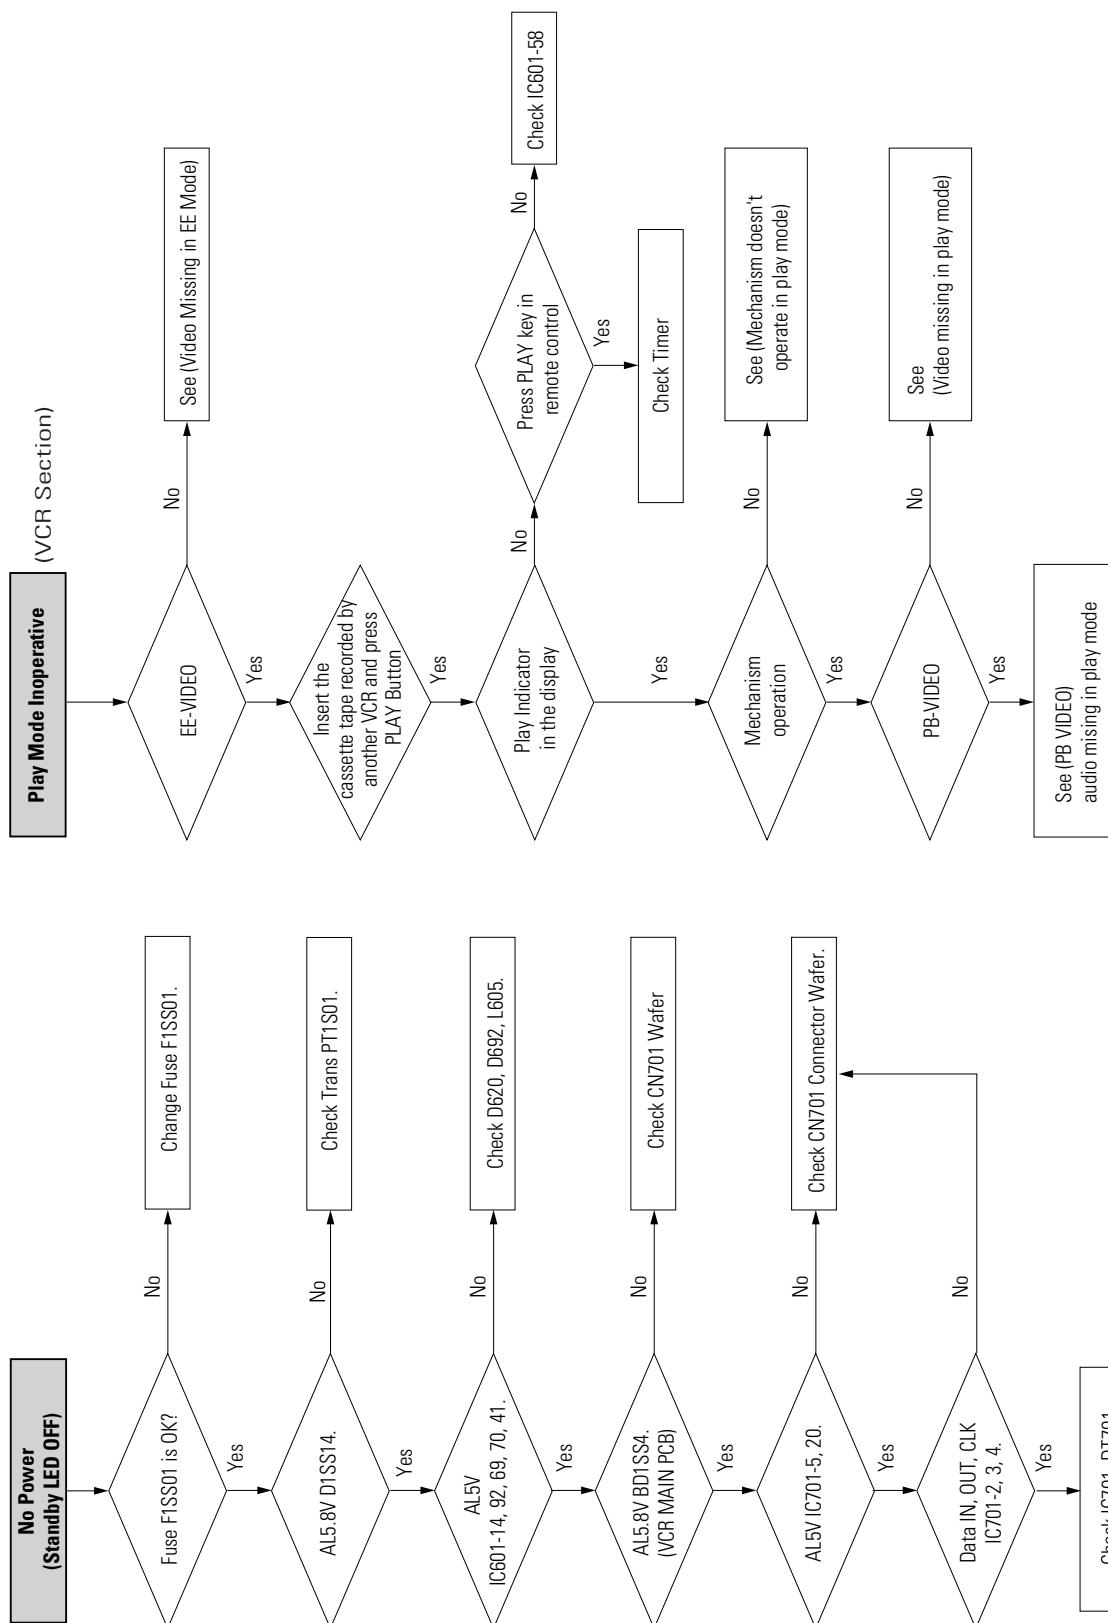 No Power
(Standby LED OFF)
Fuse F1SS01 is OK?
No
Change Fuse F1SS01.
Yes
AL5.8V D1SS14.
No
Check Trans PT1S01.
Yes
AL5V
IC601-14, 92, 69, 70, 41.
No
Check D620, D692, L605.
Yes
AL5.8V BD1SS4.
(VCR MAIN PCB)
No
Check CN701 Wafer
Yes
AL5V IC701-5, 20.
No
Check CN701 Connector Wafer.
Yes
Data IN, OUT, CLK
IC701-2, 3, 4.
No
Yes
Check IC701, DT701
Play Mode Inoperative
(VCR Section)
EE-VIDEO
No
See (Video Missing in EE Mode)
Yes
Insert the
cassette tape recorded by
another VCR and press
PLAY Button
Yes
Play Indicator
in the display
No
Press PLAY key in
remote control
No
Check IC601-58
Yes
Check Timer
Yes
Mechanism
operation
No
See (Mechanism doesn't
operate in play mode)
Yes
PB-VIDEO
No
See
(Video missing in play mode)
Yes
See (PB VIDEO)
audio mising in play mode